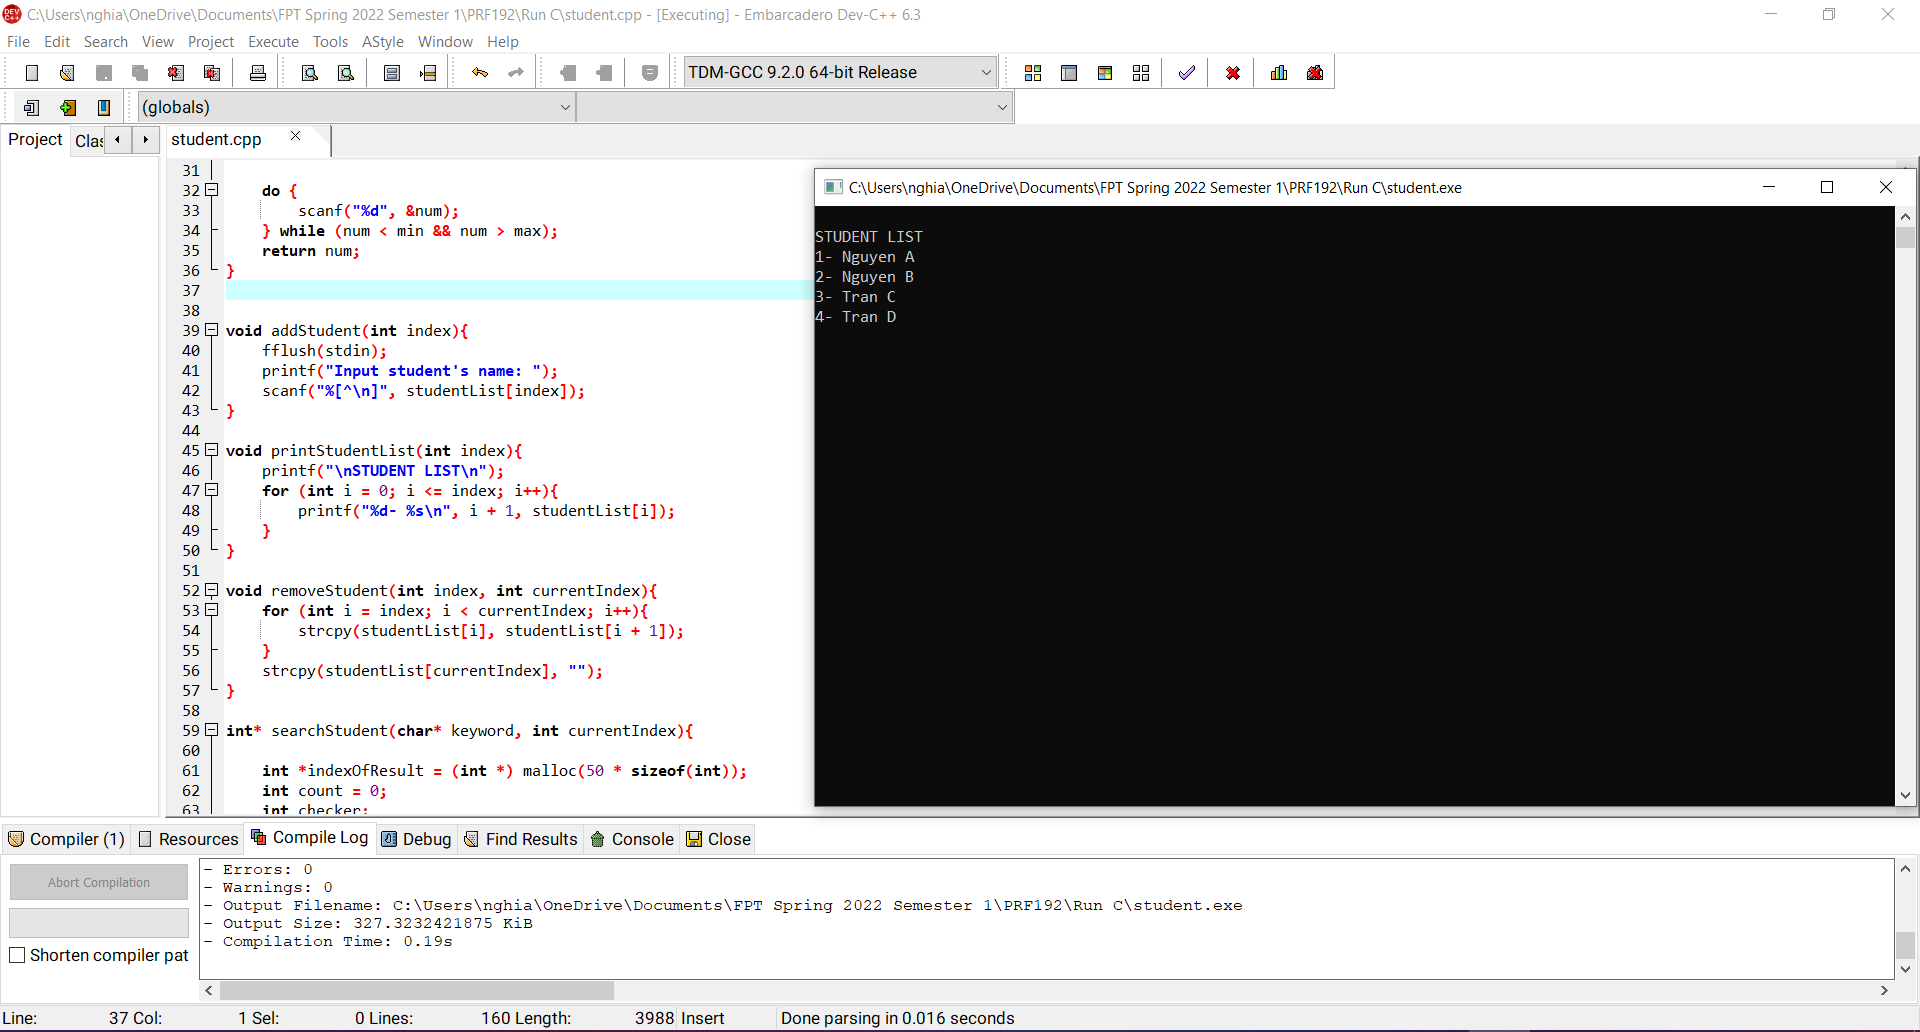 C:\Users\nghia\OneDrive\Documents\FPT Spring 2022 Semester 1\PRF192\Run C\student.cpp - [Executing] - Embarcadero Dev-C++ 6.3
File Edit Search View Project Execute Tools AStyle Window Help
TDM-GCC 9.2.0 64-bit Release
(globals)
Project Clas student.cpp
31
32 do {
33 scanf("%d", &num);
34 } while (num < min && num > max);
35 return num;
36 }
37
38
39 void addStudent(int index){
40 fflush(stdin);
41 printf("Input student's name: ");
42 scanf("%[^\n]", studentList[index]);
43 }
44
45 void printStudentList(int index){
46 printf("\nSTUDENT LIST\n");
47 for (int i = 0; i <= index; i++){
48 printf("%d- %s\n", i + 1, studentList[i]);
49 }
50 }
51
52 void removeStudent(int index, int currentIndex){
53 for (int i = index; i < currentIndex; i++){
54 strcpy(studentList[i], studentList[i + 1]);
55 }
56 strcpy(studentList[currentIndex], "");
57 }
58
59 int* searchStudent(char* keyword, int currentIndex){
60
61 int *indexOfResult = (int *) malloc(50 * sizeof(int));
62 int count = 0;
63 int checker;
C:\Users\nghia\OneDrive\Documents\FPT Spring 2022 Semester 1\PRF192\Run C\student.exe
STUDENT LIST
1- Nguyen A
2- Nguyen B
3- Tran C
4- Tran D
Compiler (1) Resources Compile Log Debug Find Results Console Close
Abort Compilation
Shorten compiler pat
- Errors: 0
- Warnings: 0
- Output Filename: C:\Users\nghia\OneDrive\Documents\FPT Spring 2022 Semester 1\PRF192\Run C\student.exe
- Output Size: 327.3232421875 KiB
- Compilation Time: 0.19s
Line: 37 Col: 1 Sel: 0 Lines: 160 Length: 3988 Insert Done parsing in 0.016 seconds